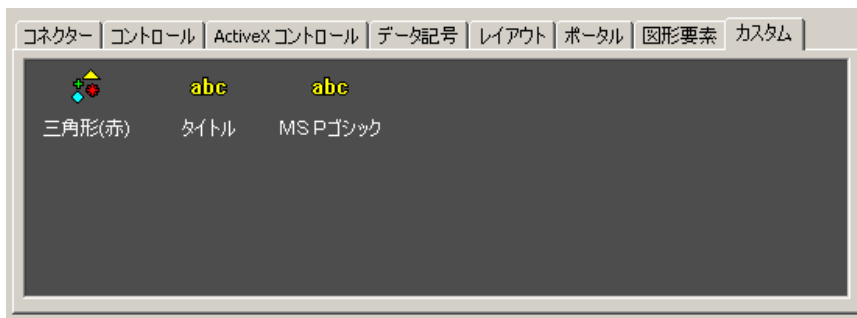 コネクター コントロール ActiveX コントロール データ記号 レイアウト ポータル 図形要素 カスタム
abc abc
三角形(赤) タイトル MS Pゴシック